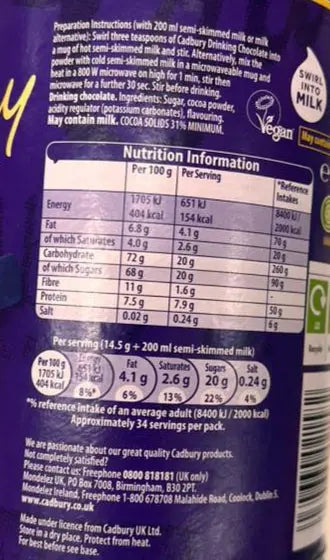 Preparation Instructions (with 200 ml semi-skimmed milk or milk
alternative): Swirl three teaspoons of Cadbury Drinking Chocolate into
a mug of hot semi-skimmed milk and stir. Alternatively, mix the
powder with cold semi-skimmed milk in a microwaveable mug and
heat in a 800 W microwave on high for 1 min, stir then
microwave for a further 30 sec. Stir before drinking.
Drinking chocolate. Ingredients: Sugar, cocoa powder,
acidity regulator (potassium carbonates), flavouring.
May contain milk. COCOA SOLIDS 31% MINIMUM.
SWIRL
INTO
MILK
Vegan
May contain
y
Nutrition Information
Per 100 g Per Serving *Reference Intakes
Energy 1705 kJ 651 kJ 8400 kJ/
404 kcal 154 kcal 2000 kcal
Fat 6.8 g 4.1 g 70 g
of which Saturates 4.0 g 2.6 g 20 g
Carbohydrate 72 g 20 g 260 g
of which Sugars 68 g 20 g 90 g
Fibre 11 g 1.6 g
Protein 7.5 g 7.9 g 50 g
Salt 0.02 g 0.24 g 6 g
Per serving (14.5 g + 200 ml semi-skimmed milk)
Per 100 g
1705 kJ
404 kcal
8%*
Fat Saturates Sugars Salt
4.1 g 2.6 g 20 g 0.24 g
6% 13% 22% 4%
*% reference intake of an average adult (8400 kJ / 2000 kcal)
Approximately 34 servings per pack.
We are passionate about our great quality Cadbury products.
Not completely satisfied?
Please contact us: Freephone 0800 818181 (UK only)
Mondelez UK, PO Box 7008, Birmingham, B30 2PT.
Mondelez Ireland, Freephone 1-800 678708 Malahide Road, Coolock, Dublin 5.
www.cadbury.co.uk
Made under licence from Cadbury UK Ltd.
Store in a dry place. Protect from heat.
For best before see base.